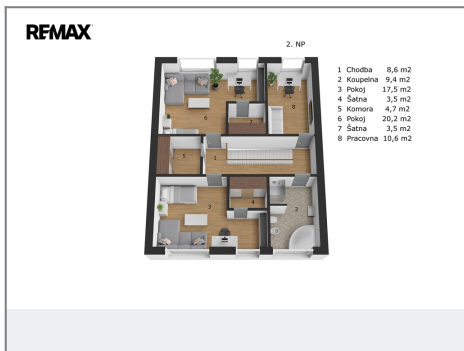 REMAX
2. NP
1 Chodba 8,6 m2
2 Koupelna 9,4 m2
3 Pokoj 17,5 m2
4 Šatna 3,5 m2
5 Komora 4,7 m2
6 Pokoj 20,2 m2
7 Šatna 3,5 m2
8 Pracovna 10,6 m2
6
7
8
5
1
3
4
2